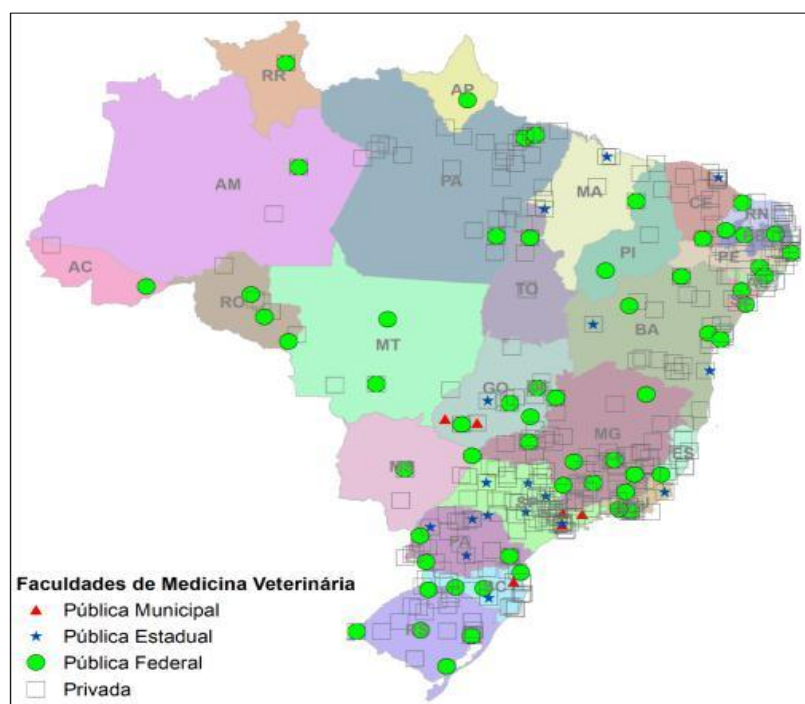 RR
AP
AM
PA
MA
CE
RN
PE
PI
AC
RO
TO
BA
MT
GO
MG
ES
PA
SC
Faculdades de Medicina Veterinária
Pública Municipal
Pública Estadual
Pública Federal
Privada